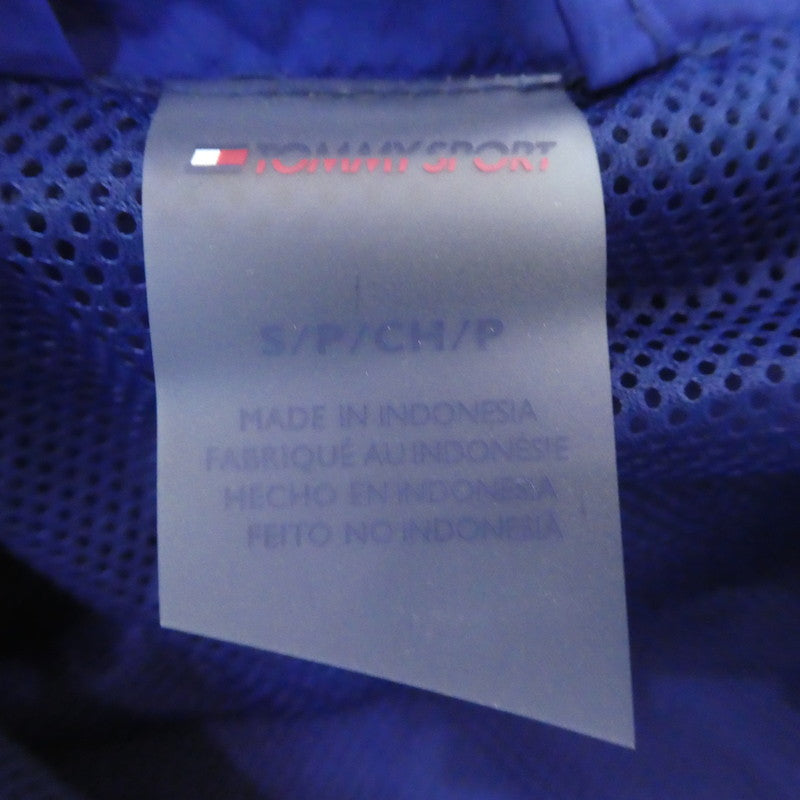 TOMMY SPORT
S/P/CH/P
MADE IN INDONESIA
FABRIQUÉ AU INDONÉSIE
HECHO EN INDONESIA
FEITO NO INDONESIA